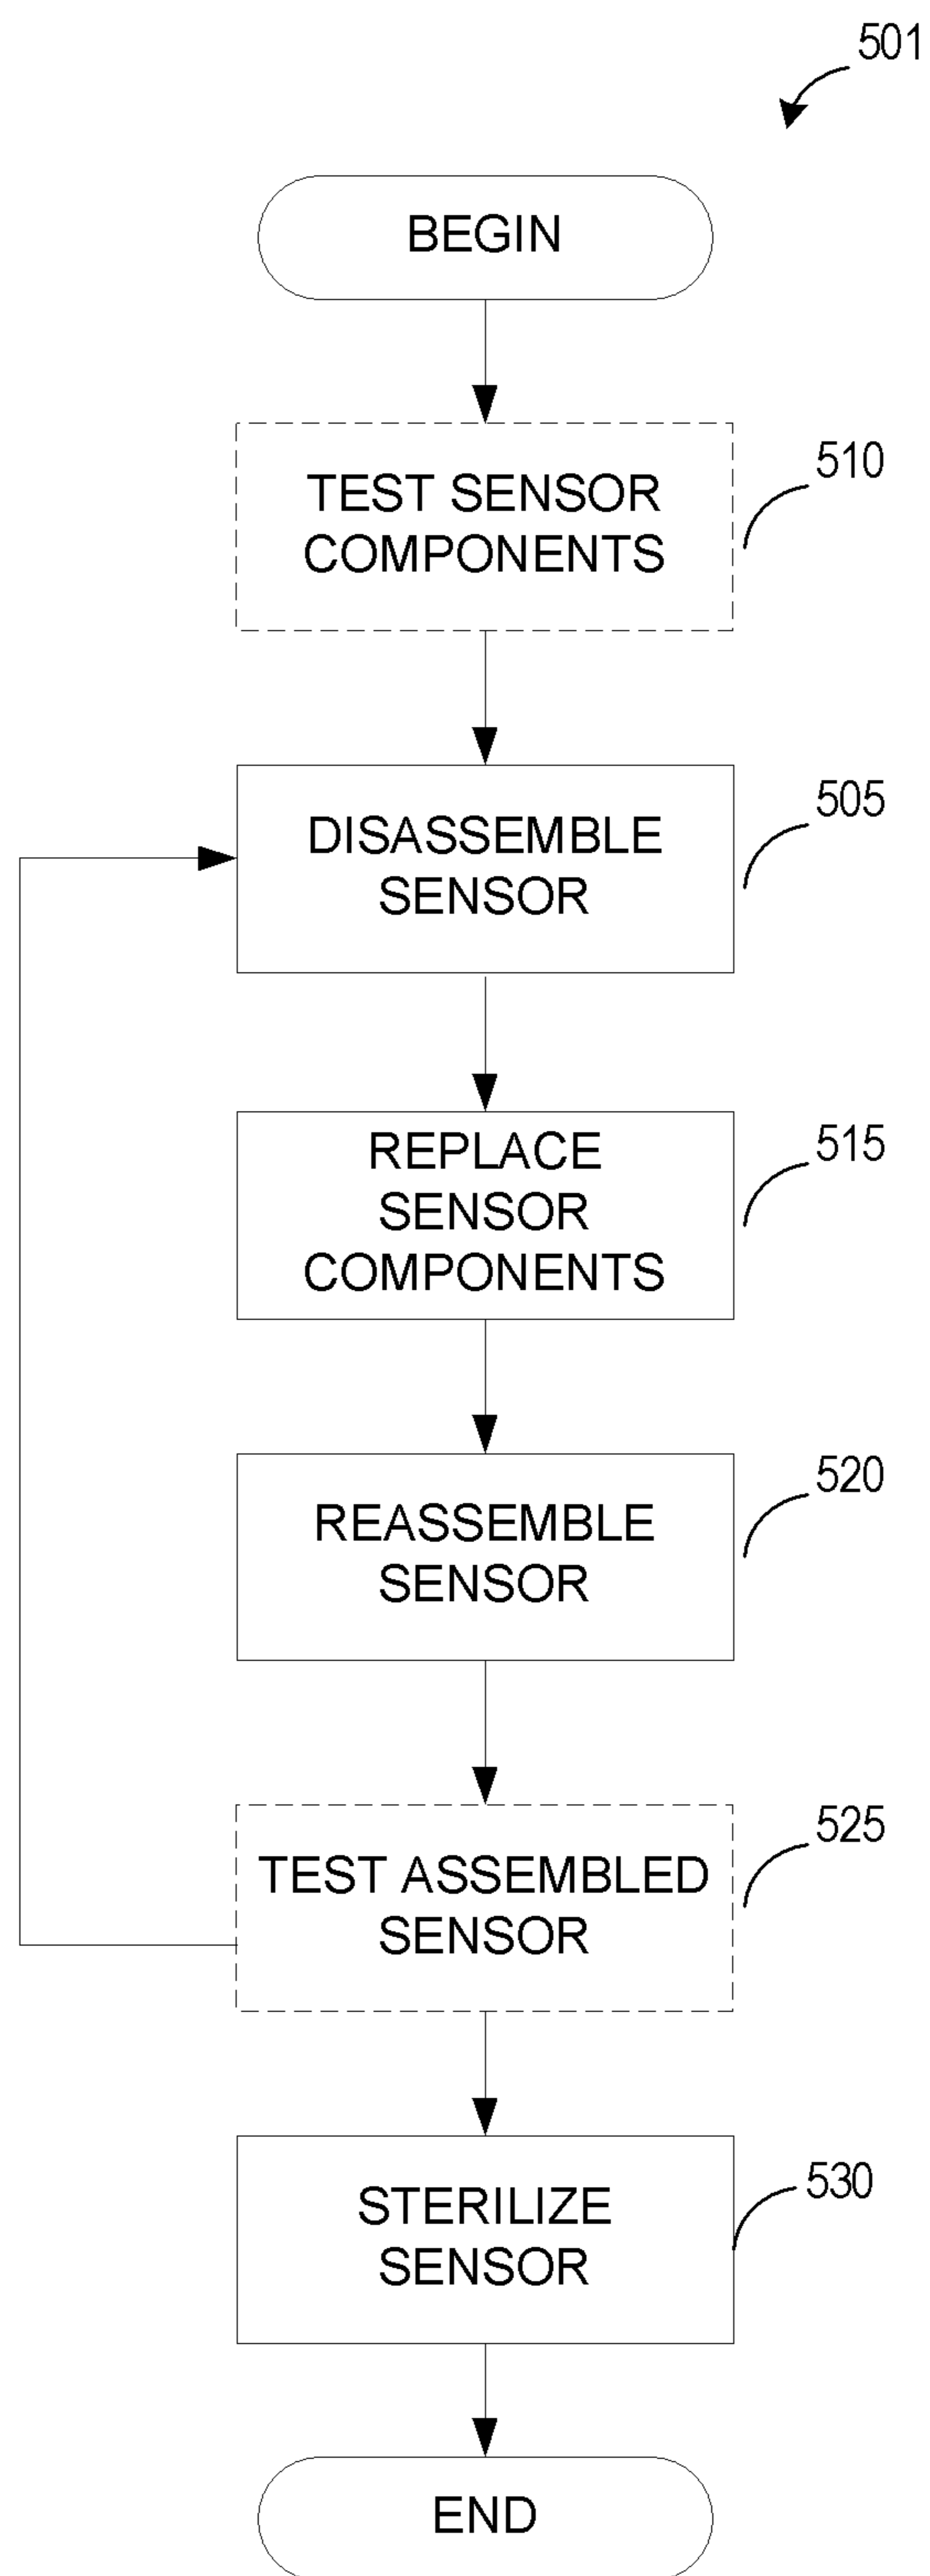 501
BEGIN
TEST SENSOR
COMPONENTS
510
DISASSEMBLE
SENSOR
505
REPLACE
SENSOR
COMPONENTS
515
REASSEMBLE
SENSOR
520
TEST ASSEMBLED
SENSOR
525
STERILIZE
SENSOR
530
END